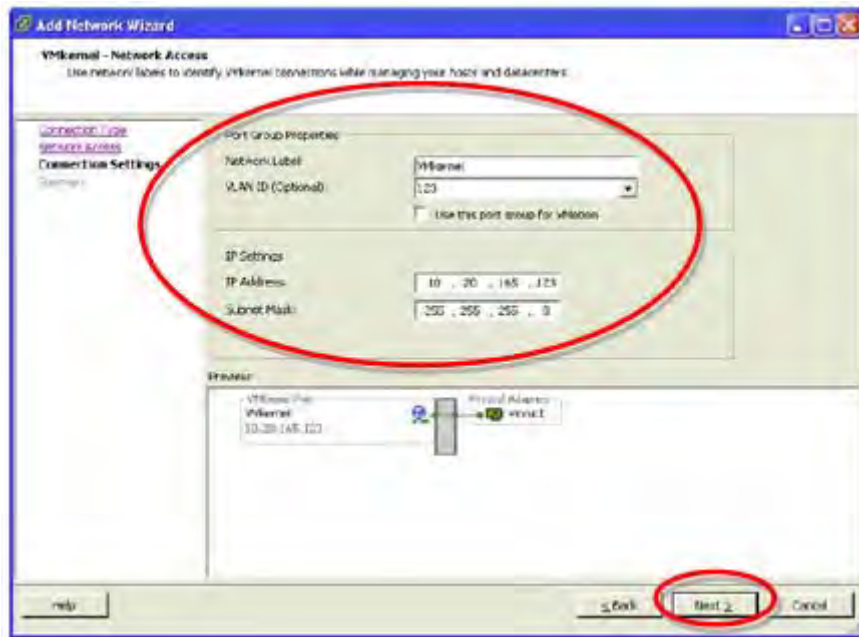 Add Network Wizard
VMkernel - Network Access
Use network labels to identify VMkernel connections while managing your hosts and datacenters.
Connection Type
Network Access
Connection Settings
Summary
Port Group Properties
Network Label:
VMkernel
VLAN ID (Optional):
123
Use this port group for VMotion
IP Settings
IP Address:
10 . 20 . 165 . 123
Subnet Mask:
255 . 255 . 255 . 0
Preview:
VMkernel Port
Physical Adapters
VMkernel
vmnic1
10.20.165.123
Help
≤ Back
Next ≥
Cancel